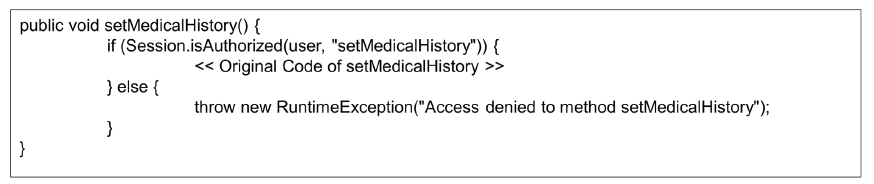 public void setMedicalHistory() {
if (Session.isAuthorized(user, "setMedicalHistory")) {
<< Original Code of setMedicalHistory >>
} else {
throw new RuntimeException("Access denied to method setMedicalHistory");
}
}